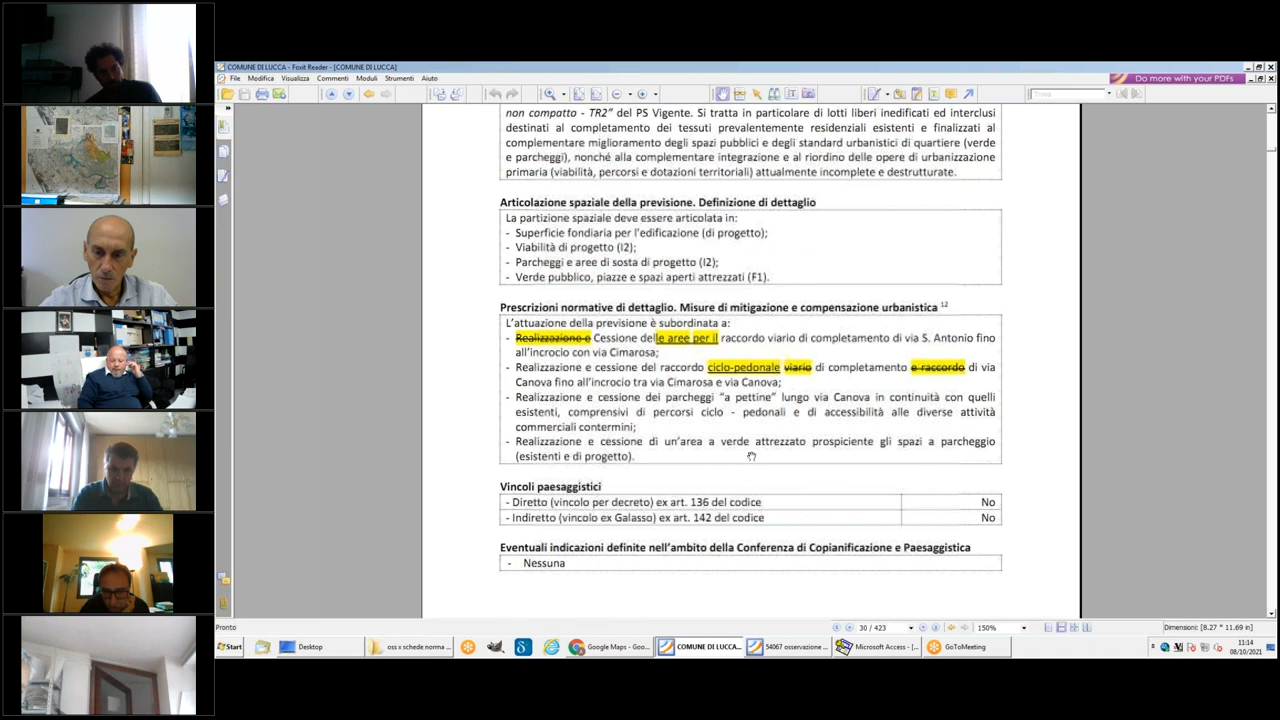 COMUNE DI LUCCA - Foxit Reader - [COMUNE DI LUCCA]
File Modifica Visualizza Commenti Moduli Strumenti Aiuto
Do more with your PDFs
Trova
non compatto - TR2" del PS Vigente. Si tratta in particolare di lotti liberi inedificati ed interclusi
destinati al completamento dei tessuti prevalentemente residenziali esistenti e finalizzati al
complementare miglioramento degli spazi pubblici e degli standard urbanistici di quartiere (verde
e parcheggi), nonché alla complementare integrazione e al riordino delle opere di urbanizzazione
primaria (viabilità, percorsi e dotazioni territoriali) attualmente incomplete e destrutturate.
Articolazione spaziale della previsione. Definizione di dettaglio
La partizione spaziale deve essere articolata in:
- Superficie fondiaria per l'edificazione (di progetto);
- Viabilità di progetto (I2);
- Parcheggi e aree di sosta di progetto (I2);
- Verde pubblico, piazze e spazi aperti attrezzati (F1).
Prescrizioni normative di dettaglio. Misure di mitigazione e compensazione urbanistica 12
L'attuazione della previsione è subordinata a:
- Realizzazione e Cessione delle aree per il raccordo viario di completamento di via S. Antonio fino
all'incrocio con via Cimarosa;
- Realizzazione e cessione del raccordo ciclo-pedonale viario di completamento e raccordo di via
Canova fino all'incrocio tra via Cimarosa e via Canova;
- Realizzazione e cessione dei parcheggi "a pettine" lungo via Canova in continuità con quelli
esistenti, comprensivi di percorsi ciclo - pedonali e di accessibilità alle diverse attività
commerciali contermini;
- Realizzazione e cessione di un'area a verde attrezzato prospiciente gli spazi a parcheggio
(esistenti e di progetto).
Vincoli paesaggistici
- Diretto (vincolo per decreto) ex art. 136 del codice No
- Indiretto (vincolo ex Galasso) ex art. 142 del codice No
Eventuali indicazioni definite nell'ambito della Conferenza di Copianificazione e Paesaggistica
- Nessuna
Pronto 30 / 423 150% Dimensioni: [8.27 * 11.69 in]
Start Desktop oss x schede norma ... Google Maps - Goo... COMUNE DI LUCCA... 54067 osservazione ... Microsoft Access - [... GoToMeeting
11:14
08/10/2021